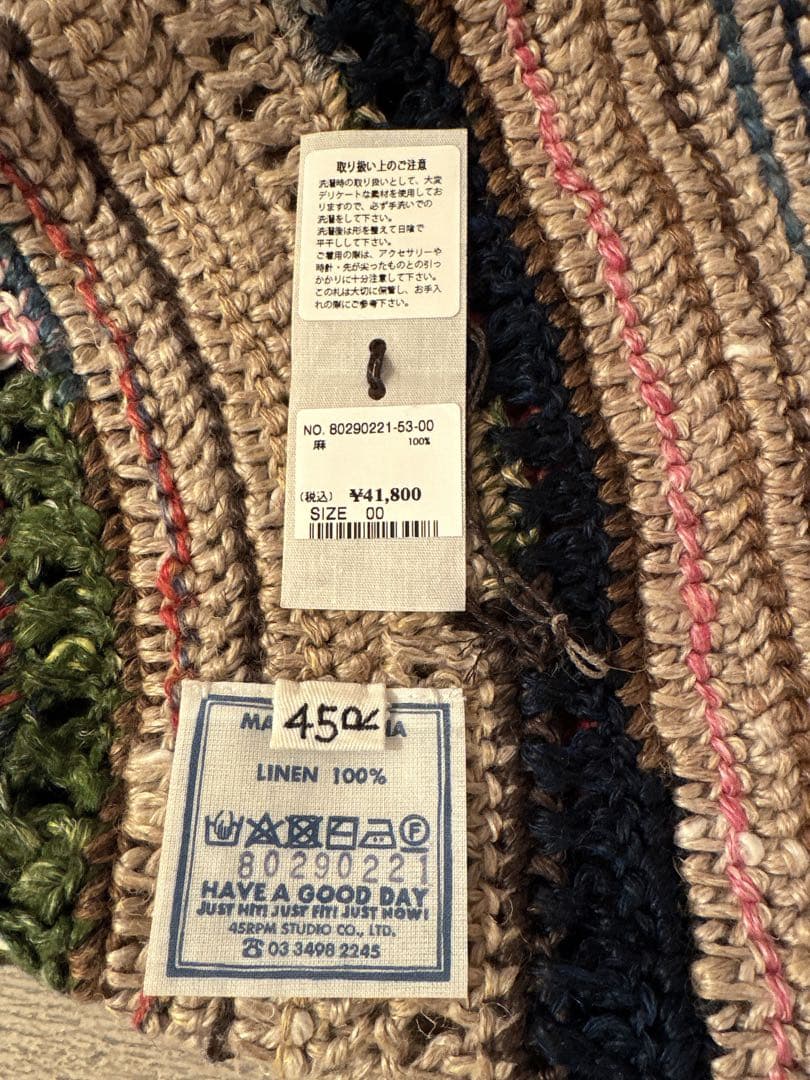 取り扱い上のご注意
洗濯時の取り扱いとして、大変
デリケートな素材を使用してお
りますので、必ず手洗いでの
洗濯をして下さい。
洗濯後は形を整えて日陰で
平干しして下さい。
ご着用の際は、アクセサリーや
時計・先が尖ったものとの引っ
かかりに十分注意して下さい。
この札は大切に保管し、お手入
れの際にご参考下さい。
NO. 80290221-53-00
麻 100%
(税込) ¥41,800
SIZE 00
45R
LINEN 100%
80290221
HAVE A GOOD DAY
JUST HIT! JUST FIT! JUST NOW!
45RPM STUDIO CO., LTD.
☎ 03 3498 2245